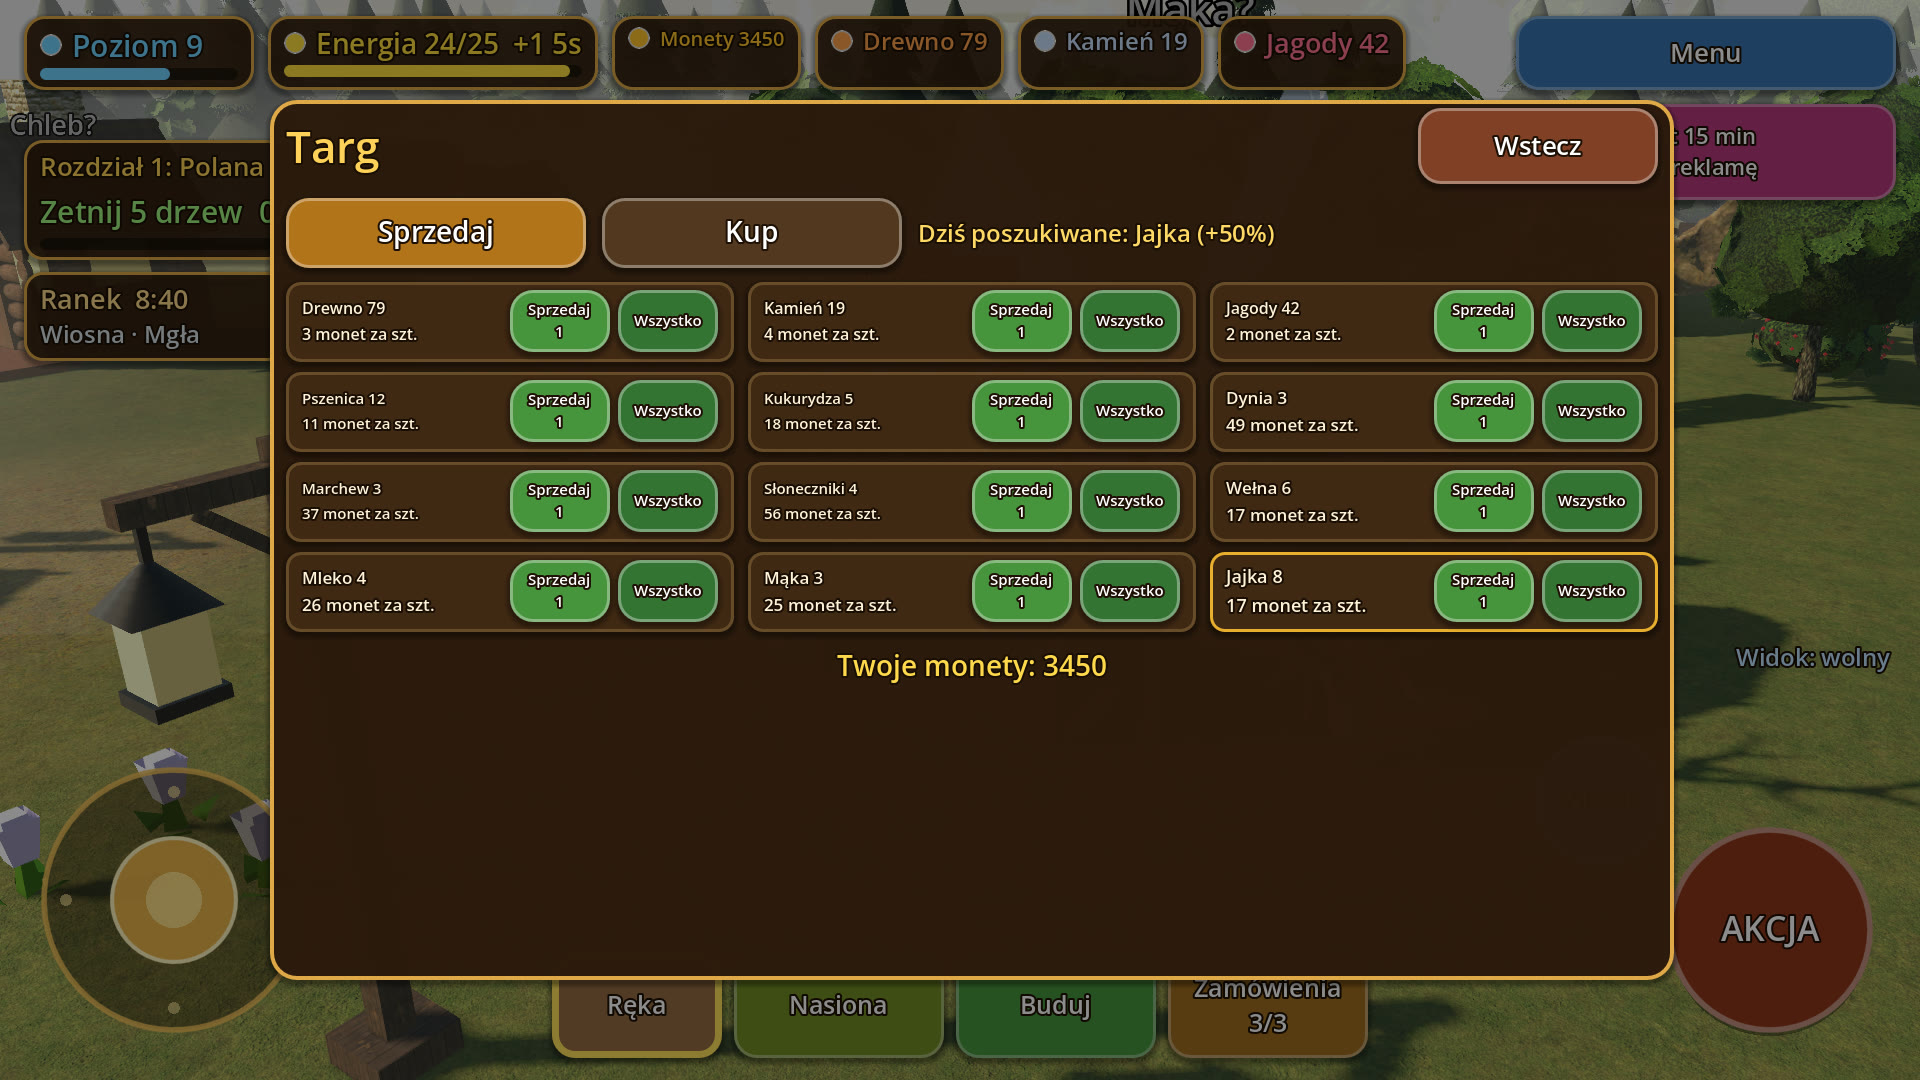 Mąka?
Poziom 9
Energia 24/25 +1 5s
Monety 3450
Drewno 79
Kamień 19
Jagody 42
Menu
Chleb?
Targ
Wstecz
15 min
reklamę
Rozdział 1: Polana
Zetnij 5 drzew
Sprzedaj
Kup
Dziś poszukiwane: Jajka (+50%)
Ranek 8:40
Wiosna · Mgła
Drewno 79
3 monet za szt.
Sprzedaj
1
Wszystko
Kamień 19
4 monet za szt.
Sprzedaj
1
Wszystko
Jagody 42
2 monet za szt.
Sprzedaj
1
Wszystko
Pszenica 12
11 monet za szt.
Sprzedaj
1
Wszystko
Kukurydza 5
18 monet za szt.
Sprzedaj
1
Wszystko
Dynia 3
49 monet za szt.
Sprzedaj
1
Wszystko
Marchew 3
37 monet za szt.
Sprzedaj
1
Wszystko
Słoneczniki 4
56 monet za szt.
Sprzedaj
1
Wszystko
Wełna 6
17 monet za szt.
Sprzedaj
1
Wszystko
Mleko 4
26 monet za szt.
Sprzedaj
1
Wszystko
Mąka 3
25 monet za szt.
Sprzedaj
1
Wszystko
Jajka 8
17 monet za szt.
Sprzedaj
1
Wszystko
Twoje monety: 3450
Widok: wolny
AKCJA
Ręka
Nasiona
Buduj
Zamówienia
3/3